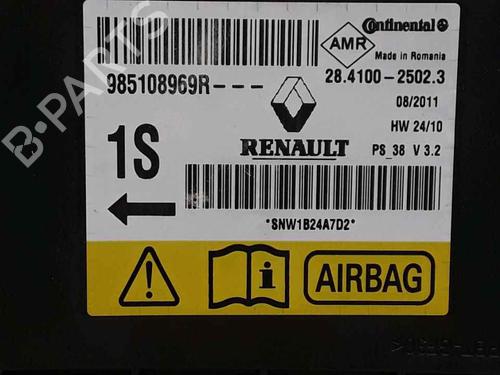 Continental
AMR
Made in Romania
985108969R---
28.4100-2502.3
08/2011
HW 24/10
1S
RENAULT
PS_38 V 3.2
*SNW1B24A7D2*
i
AIRBAG
B-PARTS